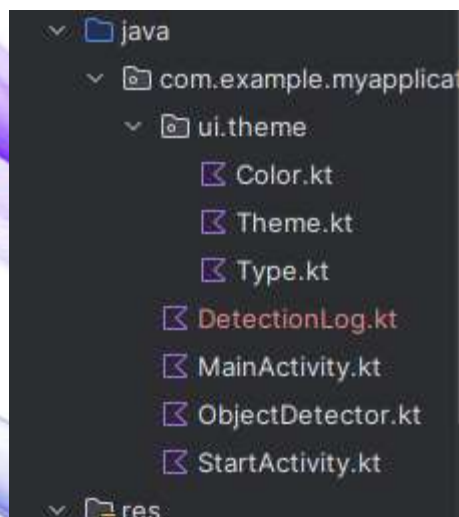 java
com.example.myapplicat
ui.theme
Color.kt
Theme.kt
Type.kt
DetectionLog.kt
MainActivity.kt
ObjectDetector.kt
StartActivity.kt
res